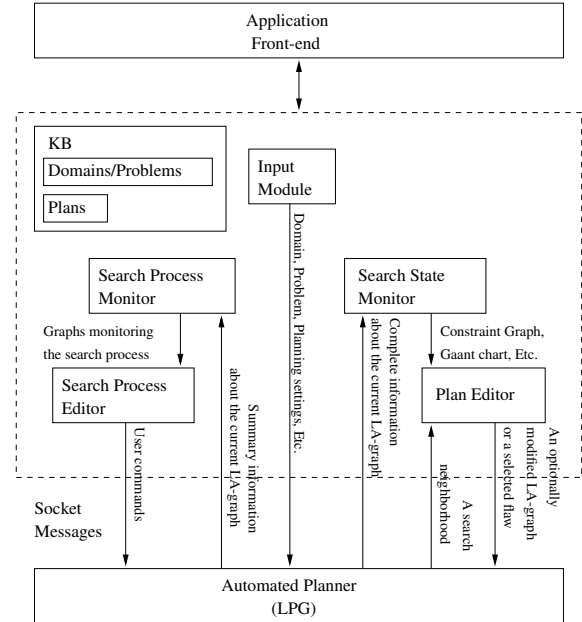 Application
Front-end
KB
Domains/Problems
Plans
Input
Module
Domain, Problem, Planning settings, Etc.
Search Process
Monitor
Search State
Monitor
Graphs monitoring
the search process
Summary information
about the current LA-graph
Complete information
about the current LA-graph
Constraint Graph,
Gaant chart, Etc.
Search Process
Editor
Plan Editor
User commands
A search
neighborhood
An optionally
modified LA-graph
or a selected flaw
Socket
Messages
Automated Planner
(LPG)